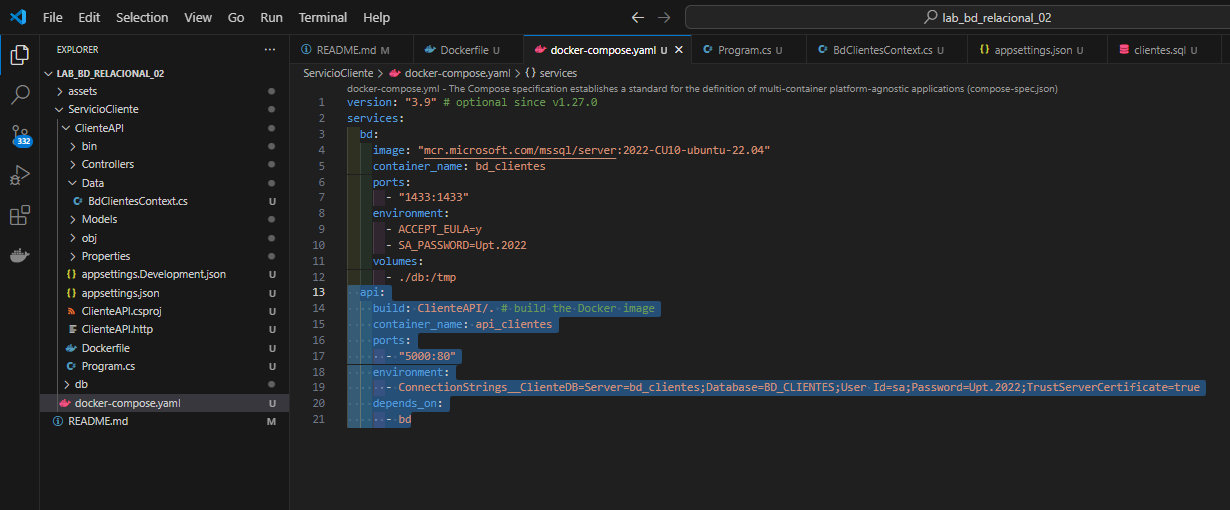 File Edit Selection View Go Run Terminal Help
lab_bd_relacional_02
EXPLORER
README.md M
Dockerfile U
docker-compose.yaml U
Program.cs U
BdClientesContext.cs U
appsettings.json U
clientes.sql U
LAB_BD_RELACIONAL_02
assets
ServicioCliente
ClienteAPI
bin
Controllers
Data
BdClientesContext.cs U
Models
obj
Properties
appsettings.Development.json U
appsettings.json U
ClienteAPI.csproj U
ClienteAPI.http U
Dockerfile U
Program.cs U
db
docker-compose.yaml U
README.md M
332
ServicioCliente > docker-compose.yaml > {} services
docker-compose.yml - The Compose specification establishes a standard for the definition of multi-container platform-agnostic applications (compose-spec.json)
1 version: "3.9" # optional since v1.27.0
2 services:
3 bd:
4 image: "mcr.microsoft.com/mssql/server:2022-CU10-ubuntu-22.04"
5 container_name: bd_clientes
6 ports:
7 - "1433:1433"
8 environment:
9 - ACCEPT_EULA=y
10 - SA_PASSWORD=Upt.2022
11 volumes:
12 - ./db:/tmp
13 api:
14 build: ClienteAPI/. # build the Docker image
15 container_name: api_clientes
16 ports:
17 - "5000:80"
18 environment:
19 - ConnectionStrings__ClienteDB=Server=bd_clientes;Database=BD_CLIENTES;User Id=sa;Password=Upt.2022;TrustServerCertificate=true
20 depends_on:
21 - bd